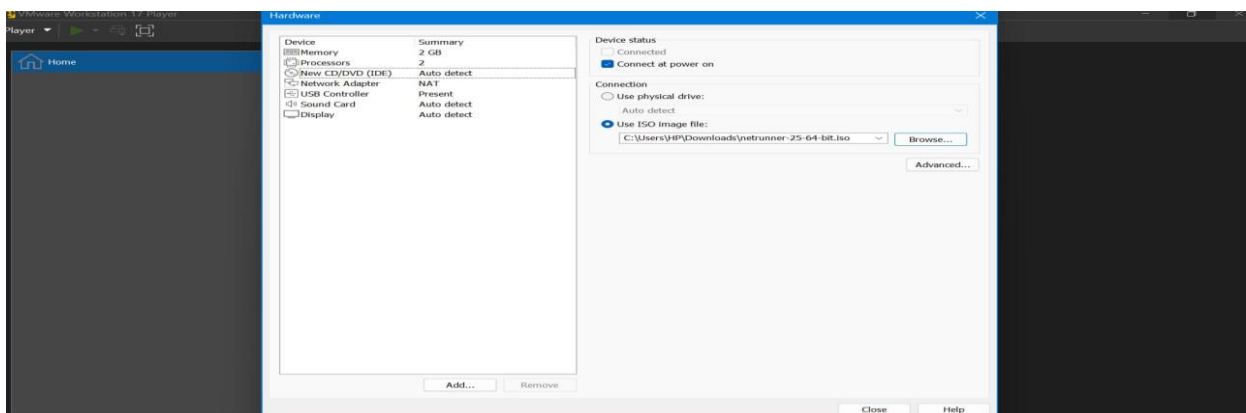 VMware Workstation 17 Player
Player
Home
Hardware
Device Summary
Memory 2 GB
Processors 2
New CD/DVD (IDE) Auto detect
Network Adapter NAT
USB Controller Present
Sound Card Auto detect
Display Auto detect
Add... Remove
Device status
Connected
Connect at power on
Connection
Use physical drive:
Auto detect
Use ISO image file:
C:\Users\HP\Downloads\netrunner-25-64-bit.iso Browse...
Advanced...
Close Help